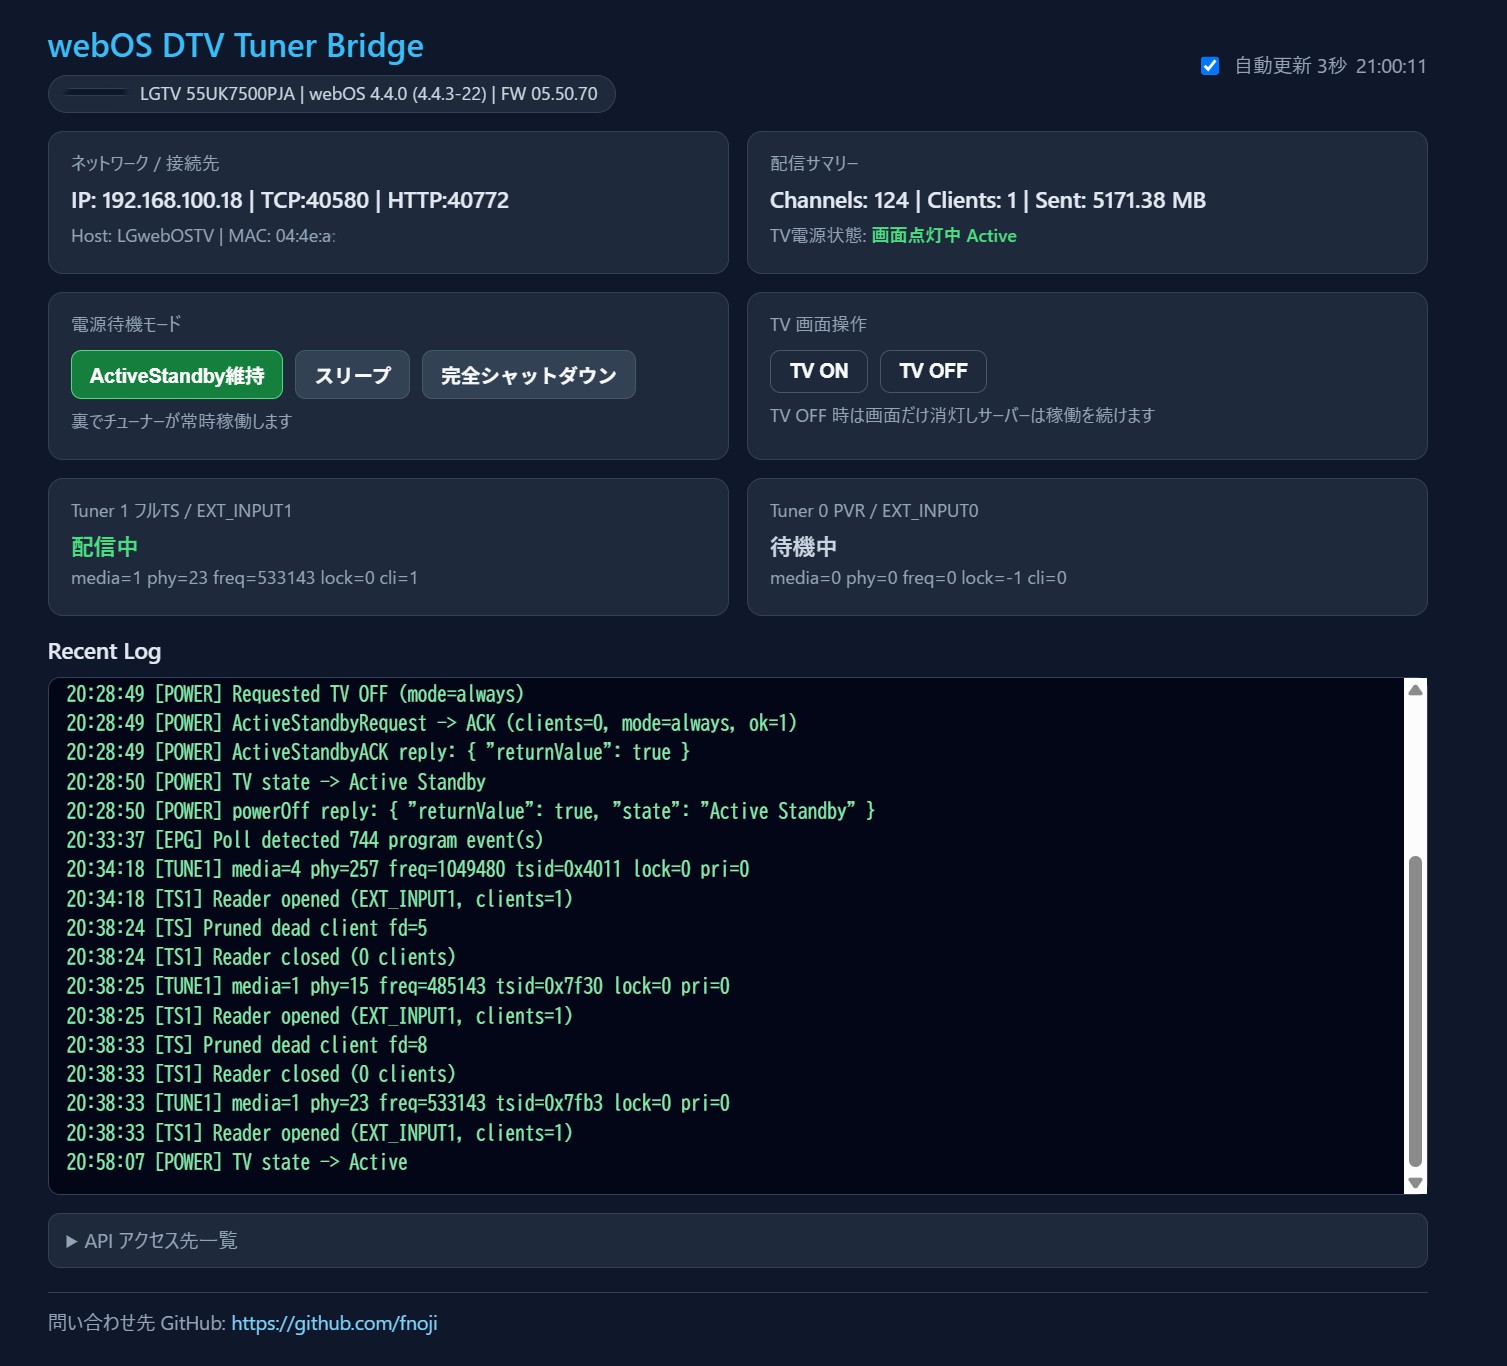 webOS DTV Tuner Bridge
自動更新 3秒 21:00:11
LGTV 55UK7500PJA | webOS 4.4.0 (4.4.3-22) | FW 05.50.70
ネットワーク / 接続先
IP: 192.168.100.18 | TCP:40580 | HTTP:40772
Host: LGwebOSTV | MAC: 04:4e:a:
配信サマリー
Channels: 124 | Clients: 1 | Sent: 5171.38 MB
TV電源状態: 画面点灯中 Active
電源待機モード
ActiveStandby維持 スリープ 完全シャットダウン
裏でチューナーが常時稼働します
TV 画面操作
TV ON TV OFF
TV OFF 時は画面だけ消灯しサーバーは稼働を続けます
Tuner 1 フルTS / EXT_INPUT1
配信中
media=1 phy=23 freq=533143 lock=0 cli=1
Tuner 0 PVR / EXT_INPUT0
待機中
media=0 phy=0 freq=0 lock=-1 cli=0
Recent Log
20:28:49 [POWER] Requested TV OFF (mode=always)
20:28:49 [POWER] ActiveStandbyRequest -> ACK (clients=0, mode=always, ok=1)
20:28:49 [POWER] ActiveStandbyACK reply: { "returnValue": true }
20:28:50 [POWER] TV state -> Active Standby
20:28:50 [POWER] powerOff reply: { "returnValue": true, "state": "Active Standby" }
20:33:37 [EPG] Poll detected 744 program event(s)
20:34:18 [TUNE1] media=4 phy=257 freq=1049480 tsid=0x4011 lock=0 pri=0
20:34:18 [TS1] Reader opened (EXT_INPUT1, clients=1)
20:38:24 [TS] Pruned dead client fd=5
20:38:24 [TS1] Reader closed (0 clients)
20:38:25 [TUNE1] media=1 phy=15 freq=485143 tsid=0x7f30 lock=0 pri=0
20:38:25 [TS1] Reader opened (EXT_INPUT1, clients=1)
20:38:33 [TS] Pruned dead client fd=8
20:38:33 [TS1] Reader closed (0 clients)
20:38:33 [TUNE1] media=1 phy=23 freq=533143 tsid=0x7fb3 lock=0 pri=0
20:38:33 [TS1] Reader opened (EXT_INPUT1, clients=1)
20:58:07 [POWER] TV state -> Active
▶ API アクセス先一覧
問い合わせ先 GitHub: https://github.com/fnoji